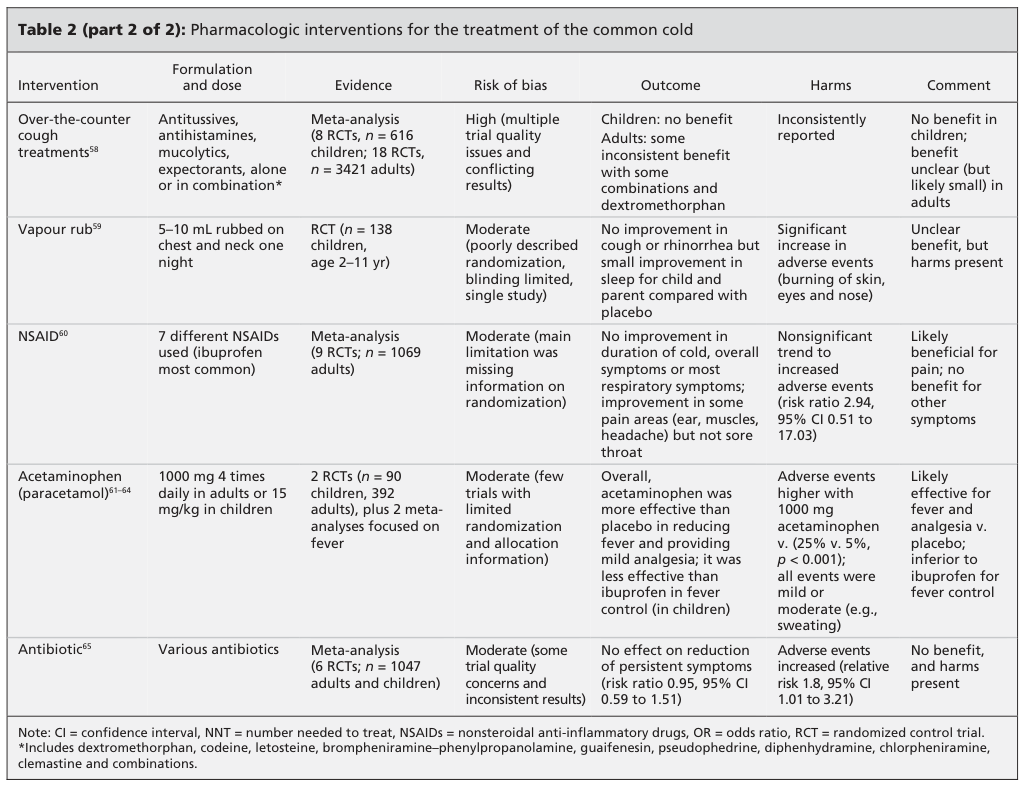 Table 2 (part 2 of 2): Pharmacologic interventions for the treatment of the common cold
Intervention
Formulation
and dose
Evidence
Risk of bias
Outcome
Harms
Comment
Over-the-counter
cough
treatments58
Antitussives,
antihistamines,
mucolytics,
expectorants, alone
or in combination*
Meta-analysis
(8 RCTs, n = 616
children; 18 RCTs,
n = 3421 adults)
High (multiple
trial quality
issues and
conflicting
results)
Children: no benefit
Adults: some
inconsistent benefit
with some
combinations and
dextromethorphan
Inconsistently
reported
No benefit in
children;
benefit
unclear (but
likely small) in
adults
Vapour rub59
5–10 mL rubbed on
chest and neck one
night
RCT (n = 138
children,
age 2–11 yr)
Moderate
(poorly described
randomization,
blinding limited,
single study)
No improvement in
cough or rhinorrhea but
small improvement in
sleep for child and
parent compared with
placebo
Significant
increase in
adverse events
(burning of skin,
eyes and nose)
Unclear
benefit, but
harms present
NSAID60
7 different NSAIDs
used (ibuprofen
most common)
Meta-analysis
(9 RCTs; n = 1069
adults)
Moderate (main
limitation was
missing
information on
randomization)
No improvement in
duration of cold, overall
symptoms or most
respiratory symptoms;
improvement in some
pain areas (ear, muscles,
headache) but not sore
throat
Nonsignificant
trend to
increased
adverse events
(risk ratio 2.94,
95% CI 0.51 to
17.03)
Likely
beneficial for
pain; no
benefit for
other
symptoms
Acetaminophen
(paracetamol)61–64
1000 mg 4 times
daily in adults or 15
mg/kg in children
2 RCTs (n = 90
children, 392
adults), plus 2 meta-
analyses focused on
fever
Moderate (few
trials with
limited
randomization
and allocation
information)
Overall,
acetaminophen was
more effective than
placebo in reducing
fever and providing
mild analgesia; it was
less effective than
ibuprofen in fever
control (in children)
Adverse events
higher with
1000 mg
acetaminophen
v. (25% v. 5%,
p < 0.001);
all events were
mild or
moderate (e.g.,
sweating)
Likely
effective for
fever and
analgesia v.
placebo;
inferior to
ibuprofen for
fever control
Antibiotic65
Various antibiotics
Meta-analysis
(6 RCTs; n = 1047
adults and children)
Moderate (some
trial quality
concerns and
inconsistent results)
No effect on reduction
of persistent symptoms
(risk ratio 0.95, 95% CI
0.59 to 1.51)
Adverse events
increased (relative
risk 1.8, 95% CI
1.01 to 3.21)
No benefit,
and harms
present
Note: CI = confidence interval, NNT = number needed to treat, NSAIDs = nonsteroidal anti-inflammatory drugs, OR = odds ratio, RCT = randomized control trial.
*Includes dextromethorphan, codeine, letosteine, brompheniramine–phenylpropanolamine, guaifenesin, pseudophedrine, diphenhydramine, chlorpheniramine,
clemastine and combinations.